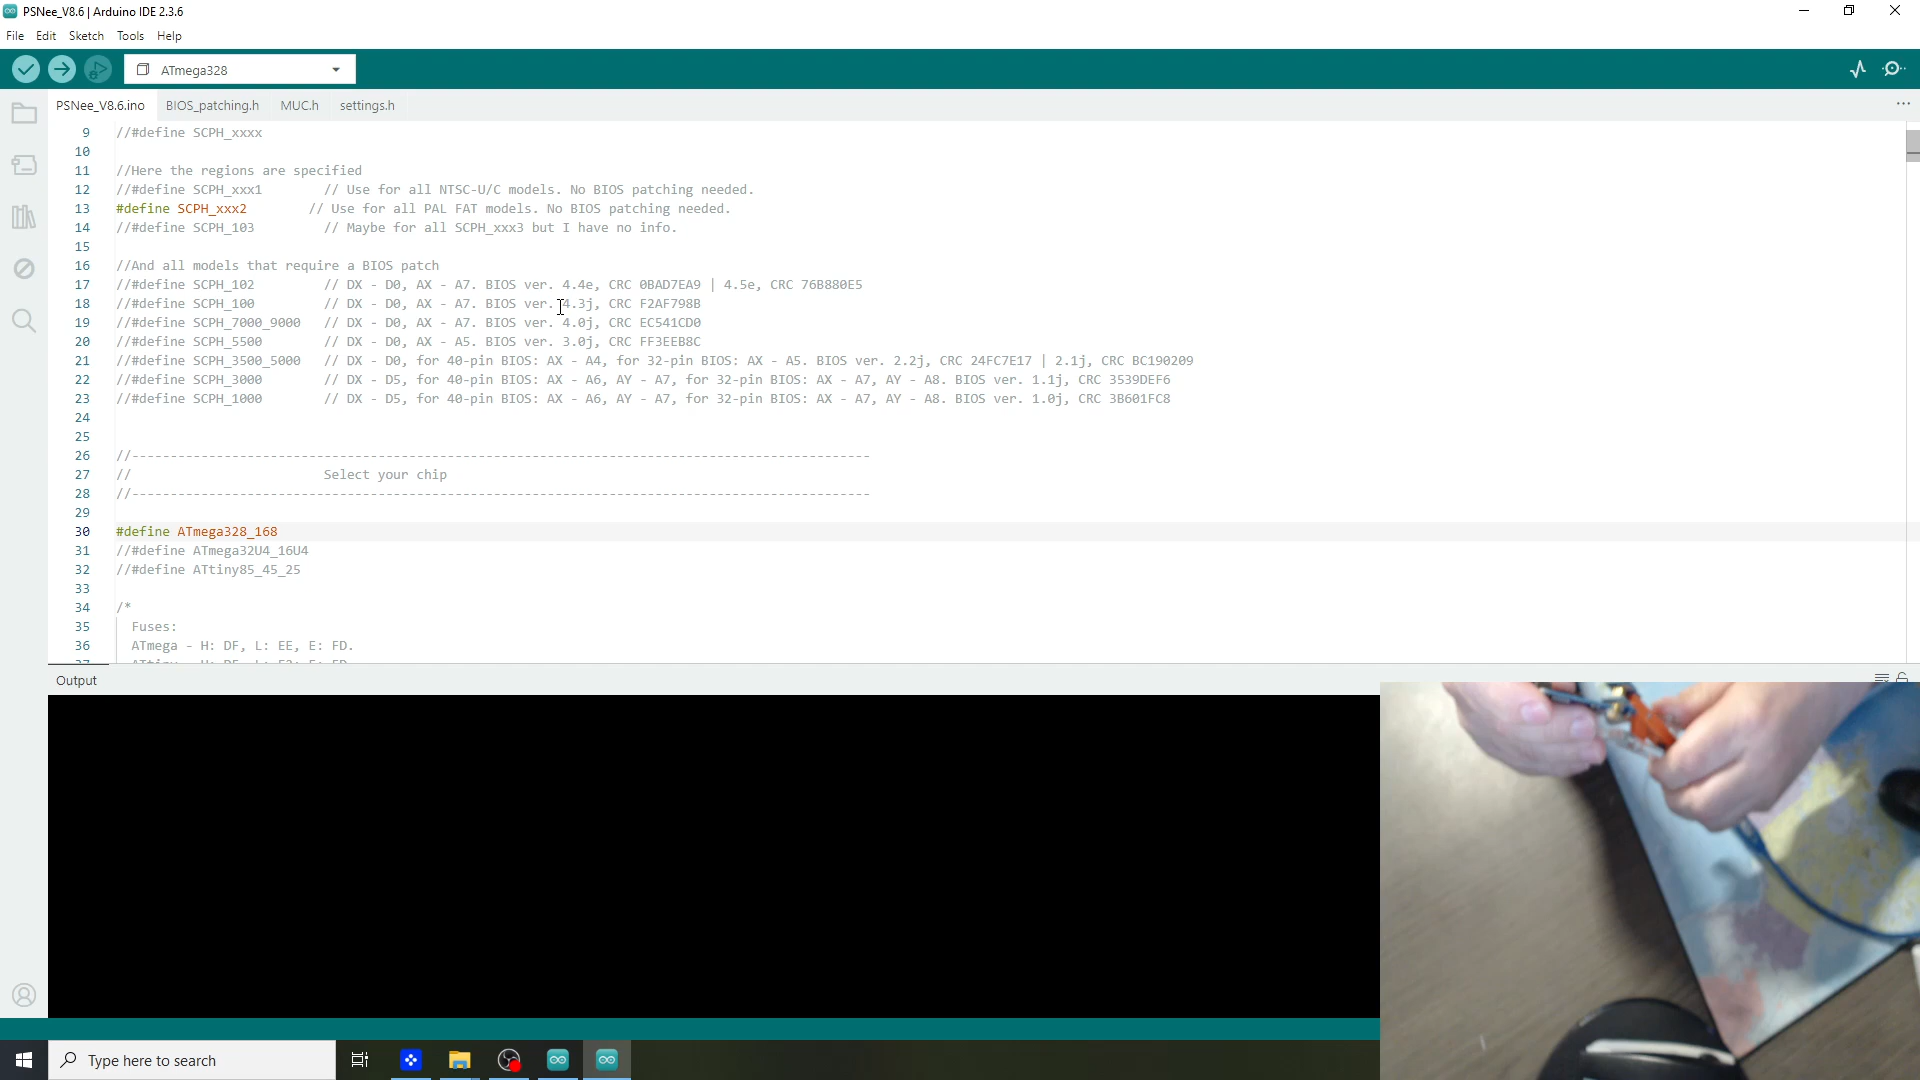 PSNee_V8.6 | Arduino IDE 2.3.6
File Edit Sketch Tools Help
ATmega328
PSNee_V8.6.ino BIOS_patching.h MUC.h settings.h
9 //#define SCPH_xxxx
10
11 //Here the regions are specified
12 //#define SCPH_xxx1 // Use for all NTSC-U/C models. No BIOS patching needed.
13 #define SCPH_xxx2 // Use for all PAL FAT models. No BIOS patching needed.
14 //#define SCPH_103 // Maybe for all SCPH_xxx3 but I have no info.
15
16 //And all models that require a BIOS patch
17 //#define SCPH_102 // DX - D0, AX - A7. BIOS ver. 4.4e, CRC 0BAD7EA9 | 4.5e, CRC 76B880E5
18 //#define SCPH_100 // DX - D0, AX - A7. BIOS ver. 4.3j, CRC F2AF798B
19 //#define SCPH_7000_9000 // DX - D0, AX - A7. BIOS ver. 4.0j, CRC EC541CD0
20 //#define SCPH_5500 // DX - D0, AX - A5. BIOS ver. 3.0j, CRC FF3EEB8C
21 //#define SCPH_3500_5000 // DX - D0, for 40-pin BIOS: AX - A4, for 32-pin BIOS: AX - A5. BIOS ver. 2.2j, CRC 24FC7E17 | 2.1j, CRC BC190209
22 //#define SCPH_3000 // DX - D5, for 40-pin BIOS: AX - A6, AY - A7, for 32-pin BIOS: AX - A7, AY - A8. BIOS ver. 1.1j, CRC 3539DEF6
23 //#define SCPH_1000 // DX - D5, for 40-pin BIOS: AX - A6, AY - A7, for 32-pin BIOS: AX - A7, AY - A8. BIOS ver. 1.0j, CRC 3B601FC8
24
25
26 //------------------------------------------------------------------------------------------------
27 // Select your chip
28 //------------------------------------------------------------------------------------------------
29
30 #define ATmega328_168
31 //#define ATmega32U4_16U4
32 //#define ATtiny85_45_25
33
34 /*
35 Fuses:
36 ATmega - H: DF, L: EE, E: FD.
Output
Type here to search